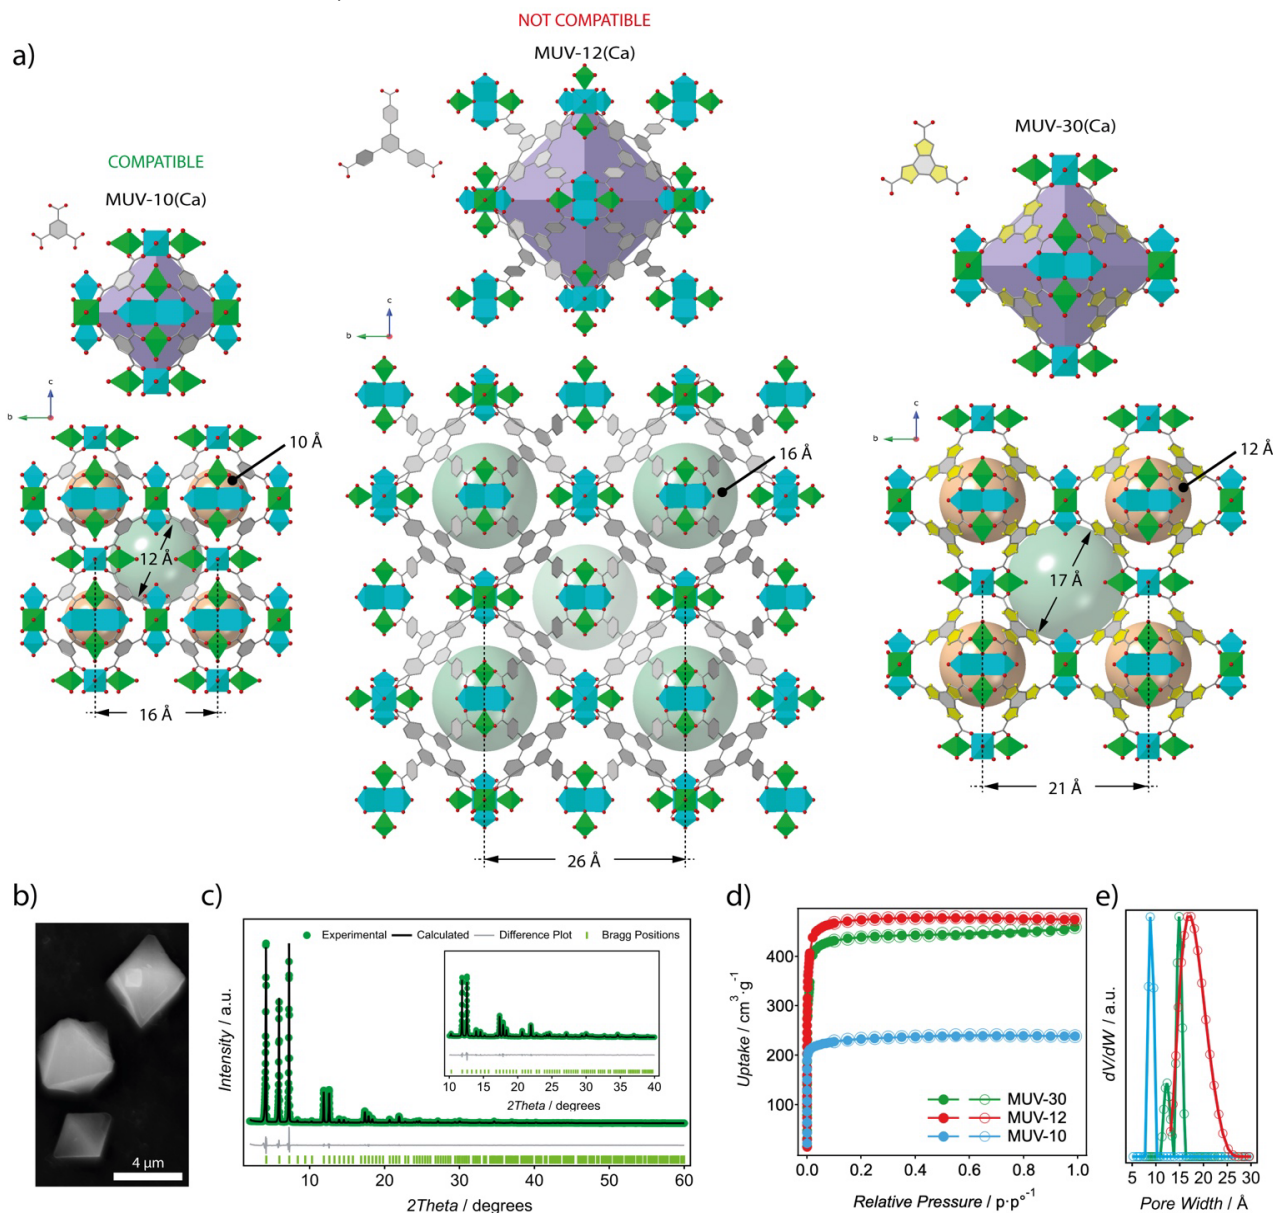 NOT COMPATIBLE
a)
MUV-12(Ca)
MUV-30(Ca)
COMPATIBLE
MUV-10(Ca)
c
b
c
b
c
b
10 Å
16 Å
12 Å
12 Å
17 Å
16 Å
21 Å
26 Å
b)
4 μm
c)
Experimental
Calculated
Difference Plot
Bragg Positions
Intensity / a.u.
10 15 20 25 30 35 40
2Theta / degrees
10 20 30 40 50 60
2Theta / degrees
d)
Uptake / cm³·g⁻¹
400
300
200
100
MUV-30
MUV-12
MUV-10
0.0 0.2 0.4 0.6 0.8 1.0
Relative Pressure / p·p°⁻¹
e)
dV/dW / a.u.
5 10 15 20 25 30
Pore Width / Å